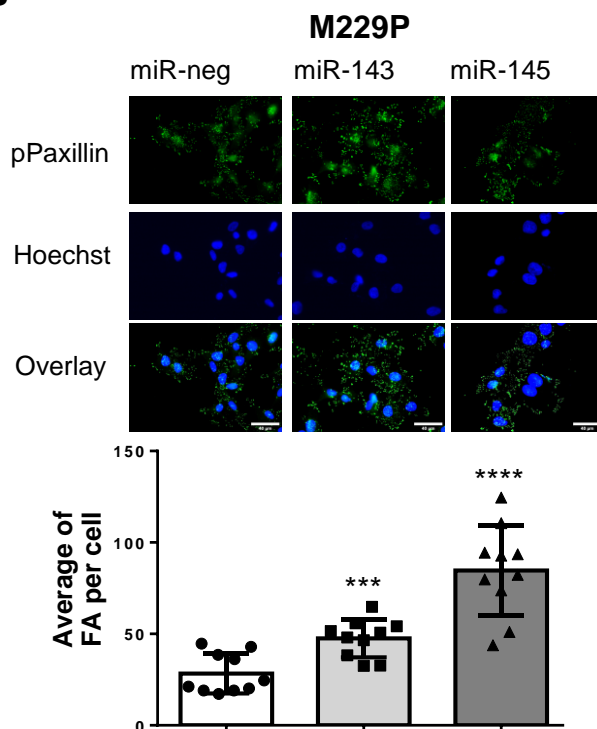 M229P
miR-neg miR-143 miR-145
pPaxillin
Hoechst
Overlay
Average of
FA per cell
150
100
50
0
***
****